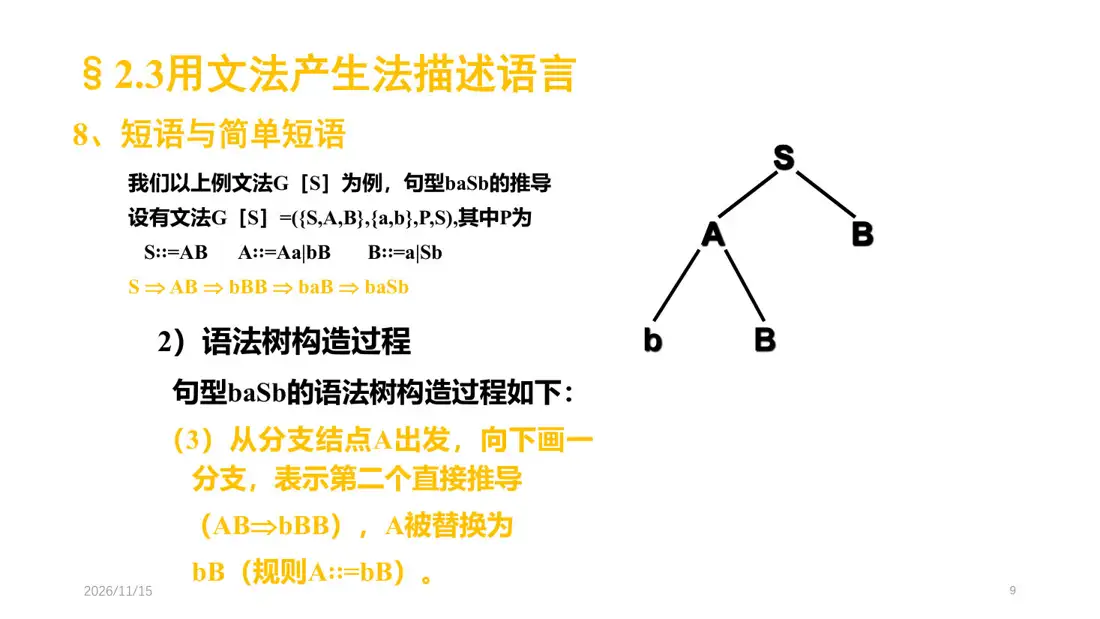 §2.3用文法产生法描述语言
8、短语与简单短语
我们以上例文法G［S］为例，句型baSb的推导
设有文法G［S］=({S,A,B},{a,b},P,S),其中P为
S::=AB A::=Aa|bB B::=a|Sb
S ⇒ AB ⇒ bBB ⇒ baB ⇒ baSb
2）语法树构造过程
句型baSb的语法树构造过程如下：
（3）从分支结点A出发，向下画一
分支，表示第二个直接推导
（AB⇒bBB），A被替换为
bB（规则A::=bB）。
S
A B
b B
2026/11/15
9